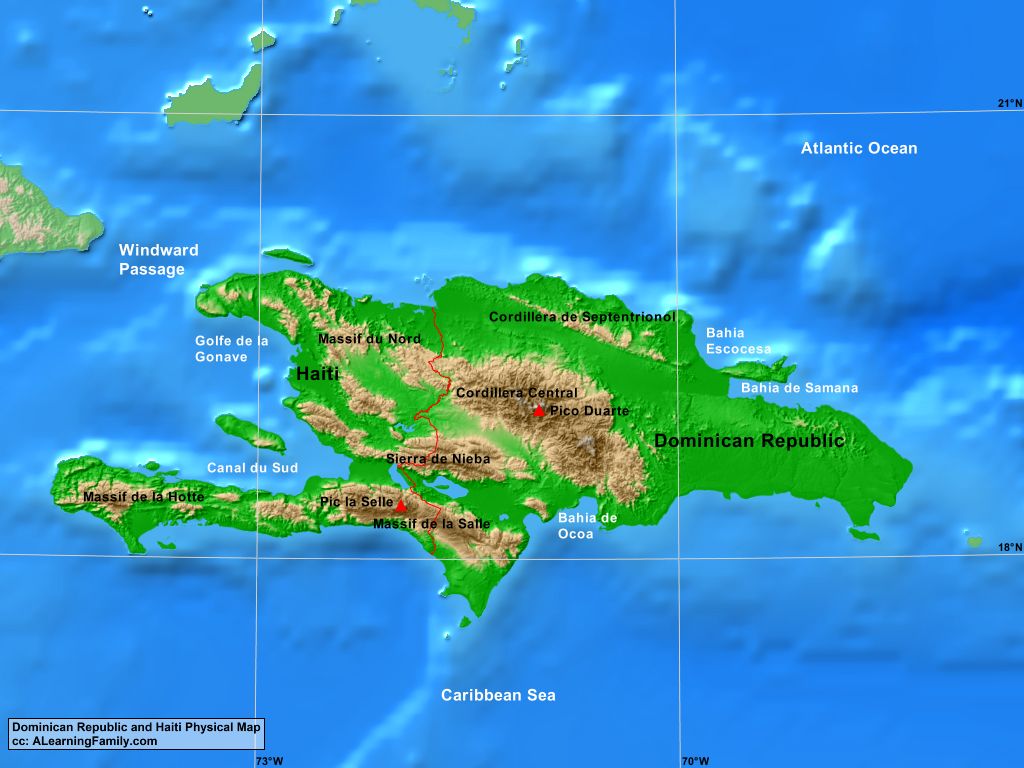 21°N
Atlantic Ocean
Windward
Passage
Cordillera de Septentrionol
Bahia
Escocesa
Golfe de la
Gonave
Massif du Nord
Haiti
Bahia de Samana
Cordillera Central
Pico Duarte
Dominican Republic
Sierra de Nieba
Canal du Sud
Massif de la Hotte
Pic la Selle
Massif de la Salle
Bahia de
Ocoa
18°N
Caribbean Sea
Dominican Republic and Haiti Physical Map
cc: ALearningFamily.com
73°W
70°W